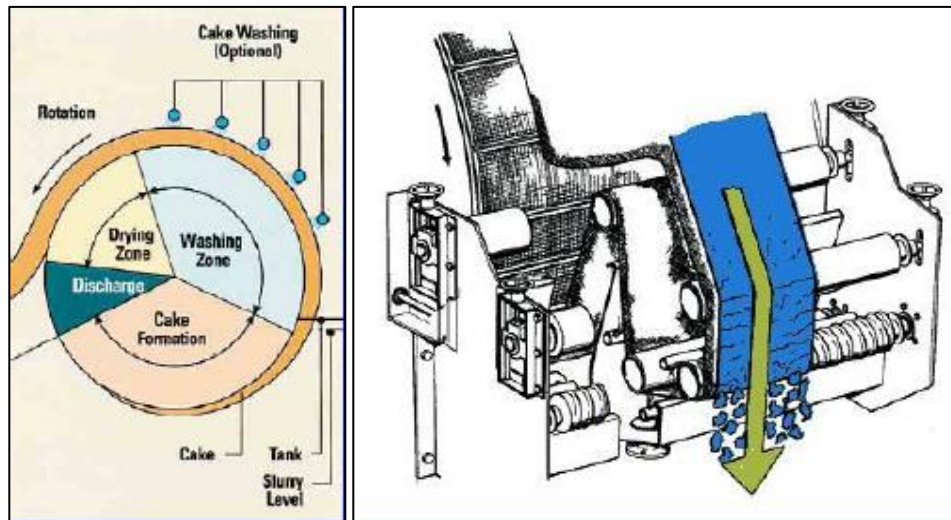 Cake Washing
(Optional)
Rotation
Drying
Zone
Washing
Zone
Discharge
Cake
Formation
Cake
Tank
Slurry
Level